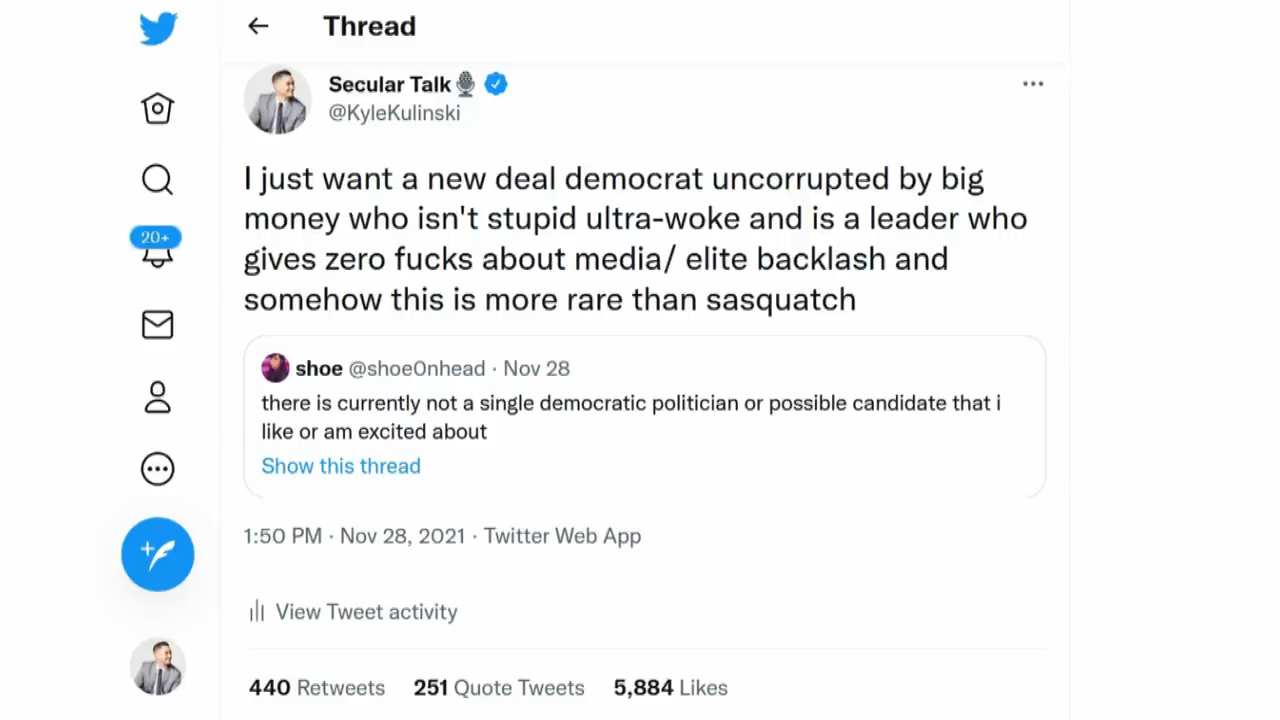 Thread
Secular Talk🎙️
@KyleKulinski
I just want a new deal democrat uncorrupted by big
money who isn't stupid ultra-woke and is a leader who
gives zero fucks about media/ elite backlash and
somehow this is more rare than sasquatch
shoe @shoe0nhead · Nov 28
there is currently not a single democratic politician or possible candidate that i
like or am excited about
Show this thread
20+
1:50 PM · Nov 28, 2021 · Twitter Web App
View Tweet activity
440 Retweets 251 Quote Tweets 5,884 Likes